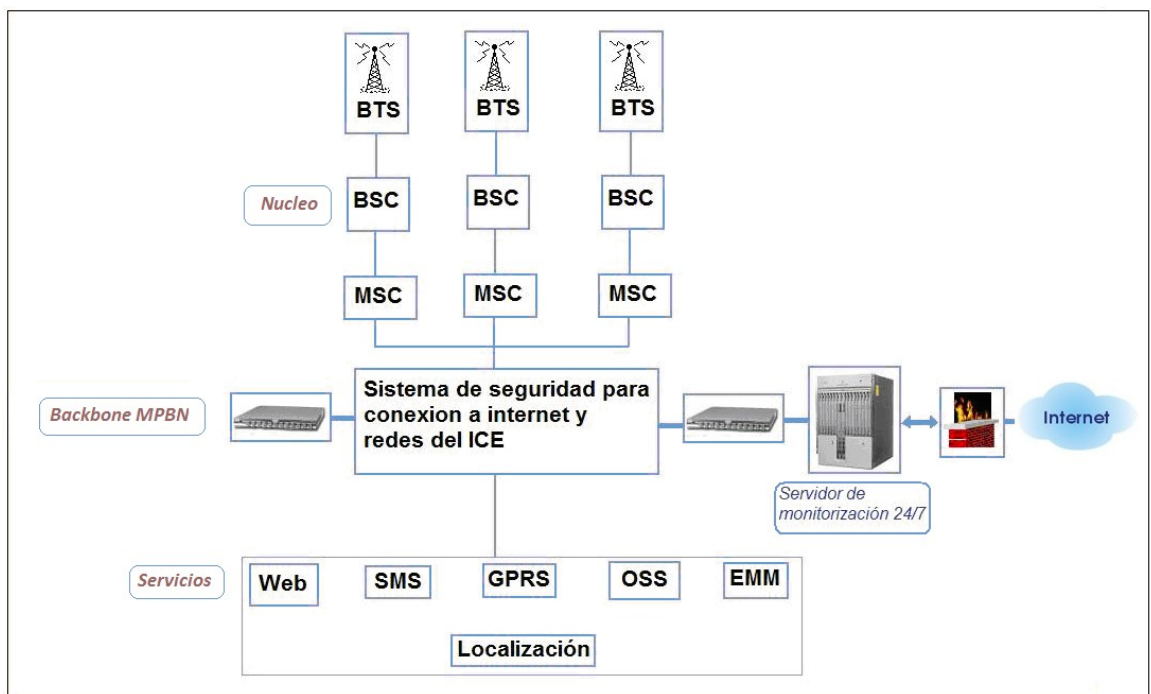 BTS
BTS
BTS
Nucleo
BSC
BSC
BSC
MSC
MSC
MSC
Backbone MPBN
Sistema de seguridad para
conexion a internet y
redes del ICE
Internet
Servidor de
monitorización 24/7
Servicios
Web
SMS
GPRS
OSS
EMM
Localización